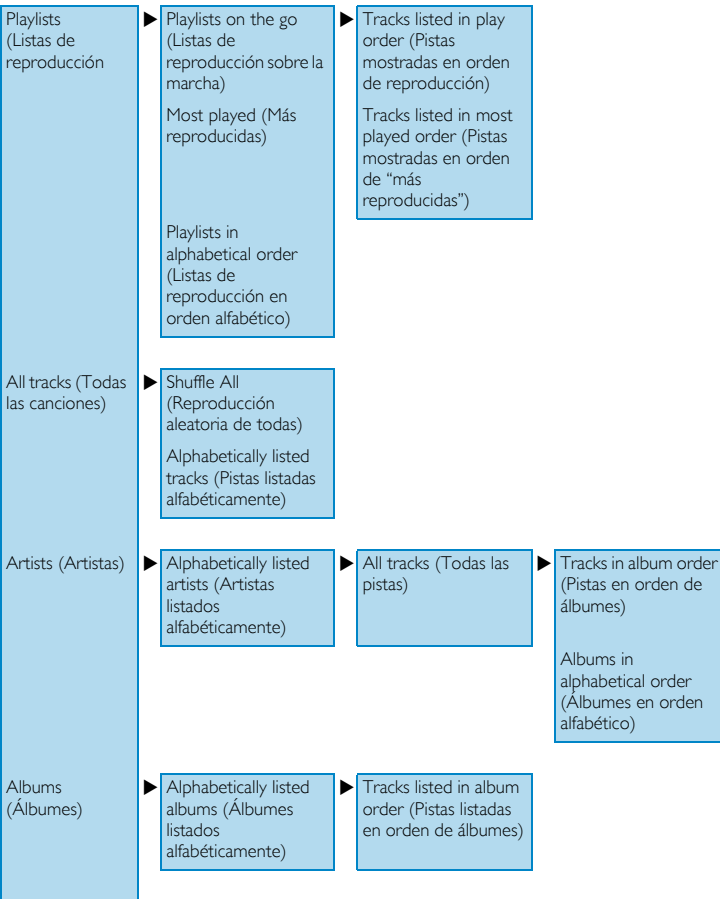 Playlists
(Listas de
reproducción
Playlists on the go
(Listas de
reproducción sobre la
marcha)
Most played (Más
reproducidas)
Playlists in
alphabetical order
(Listas de
reproducción en
orden alfabético)
Tracks listed in play
order (Pistas
mostradas en orden
de reproducción)
Tracks listed in most
played order (Pistas
mostradas en orden
de “más
reproducidas”)
All tracks (Todas
las canciones)
Shuffle All
(Reproducción
aleatoria de todas)
Alphabetically listed
tracks (Pistas listadas
alfabéticamente)
Artists (Artistas)
Alphabetically listed
artists (Artistas
listados
alfabéticamente)
All tracks (Todas las
pistas)
Tracks in album order
(Pistas en orden de
álbumes)
Albums in
alphabetical order
(Álbumes en orden
alfabético)
Albums
(Álbumes)
Alphabetically listed
albums (Álbumes
listados
alfabéticamente)
Tracks listed in album
order (Pistas listadas
en orden de álbumes)